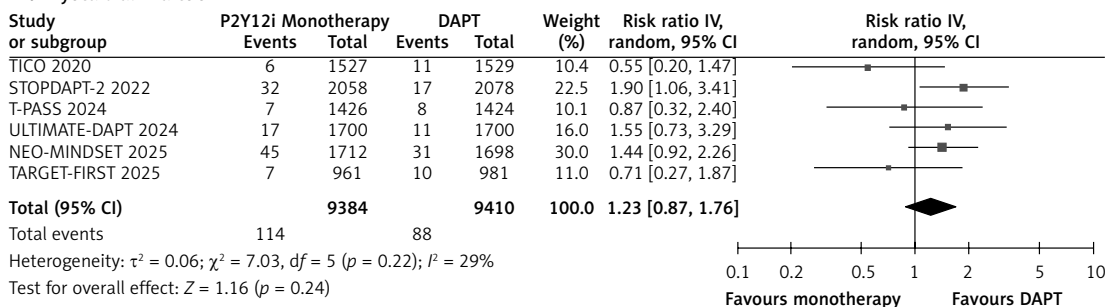 Study P2Y12i Monotherapy DAPT Weight Risk ratio IV, Risk ratio IV,
or subgroup Events Total Events Total (%) random, 95% CI random, 95% CI
TICO 2020 6 1527 11 1529 10.4 0.55 [0.20, 1.47]
STOPDAPT-2 2022 32 2058 17 2078 22.5 1.90 [1.06, 3.41]
T-PASS 2024 7 1426 8 1424 10.1 0.87 [0.32, 2.40]
ULTIMATE-DAPT 2024 17 1700 11 1700 16.0 1.55 [0.73, 3.29]
NEO-MINDSET 2025 45 1712 31 1698 30.0 1.44 [0.92, 2.26]
TARGET-FIRST 2025 7 961 10 981 11.0 0.71 [0.27, 1.87]
Total (95% CI) 9384 9410 100.0 1.23 [0.87, 1.76]
Total events 114 88
Heterogeneity: τ² = 0.06; χ² = 7.03, df = 5 (p = 0.22); I² = 29%
Test for overall effect: Z = 1.16 (p = 0.24)
0.1 0.2 0.5 1 2 5 10
Favours monotherapy Favours DAPT